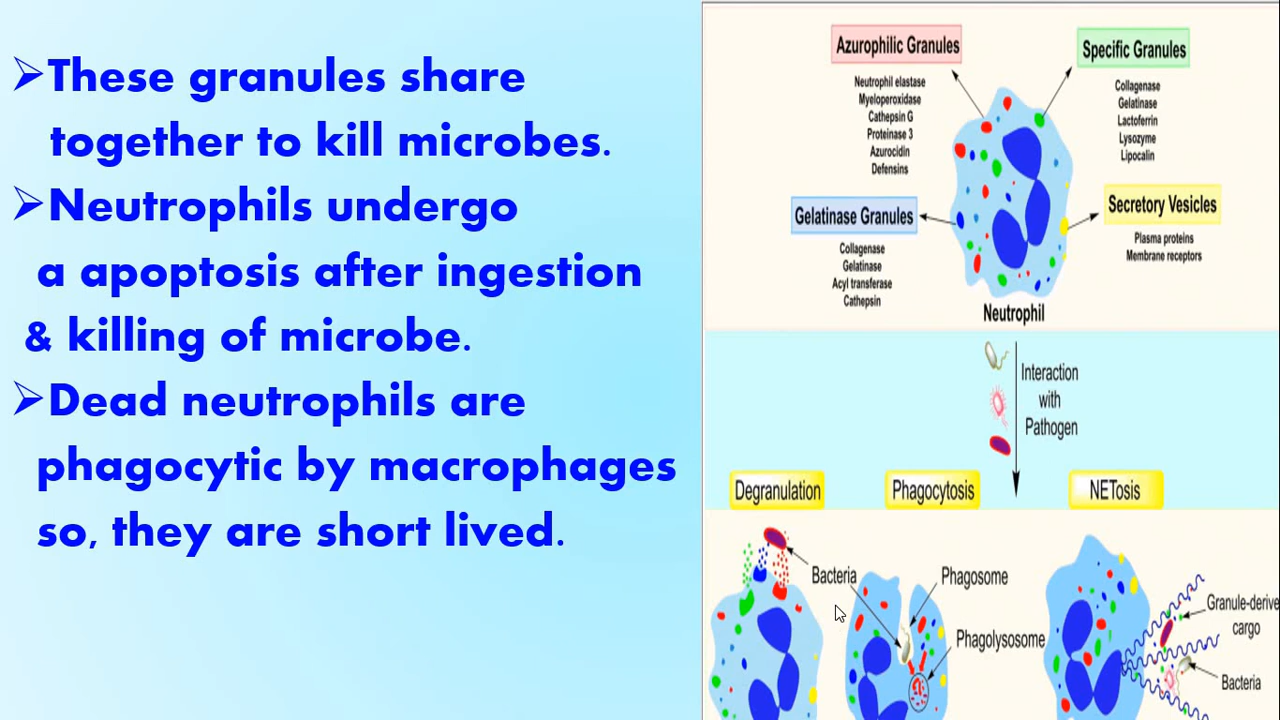 ➢These granules share
together to kill microbes.
➢Neutrophils undergo
a apoptosis after ingestion
& killing of microbe.
➢Dead neutrophils are
phagocytic by macrophages
so, they are short lived.
Azurophilic Granules
Neutrophil elastase
Myeloperoxidase
Cathepsin G
Proteinase 3
Azurocidin
Defensins
Specific Granules
Collagenase
Gelatinase
Lactoferrin
Lysozyme
Lipocalin
Gelatinase Granules
Collagenase
Gelatinase
Acyl transferase
Cathepsin
Secretory Vesicles
Plasma proteins
Membrane receptors
Neutrophil
Interaction
with
Pathogen
Degranulation
Phagocytosis
NETosis
Bacteria
Phagosome
Phagolysosome
Granule-derive
cargo
Bacteria